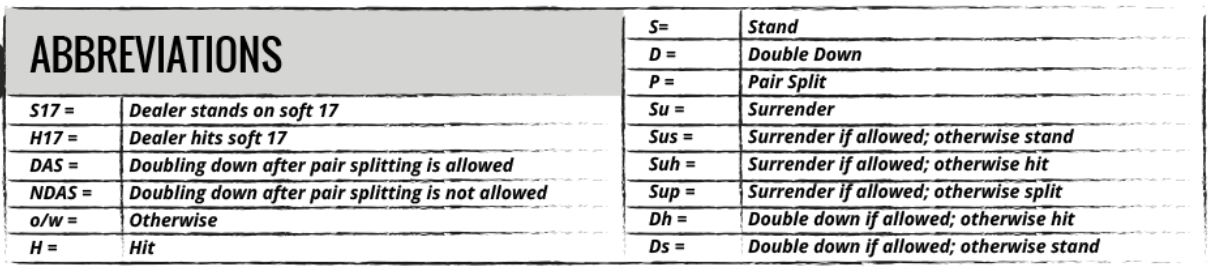 ABBREVIATIONS
S17 = Dealer stands on soft 17
H17 = Dealer hits soft 17
DAS = Doubling down after pair splitting is allowed
NDAS = Doubling down after pair splitting is not allowed
o/w = Otherwise
H = Hit
S= Stand
D = Double Down
P = Pair Split
Su = Surrender
Sus = Surrender if allowed; otherwise stand
Suh = Surrender if allowed; otherwise hit
Sup = Surrender if allowed; otherwise split
Dh = Double down if allowed; otherwise hit
Ds = Double down if allowed; otherwise stand